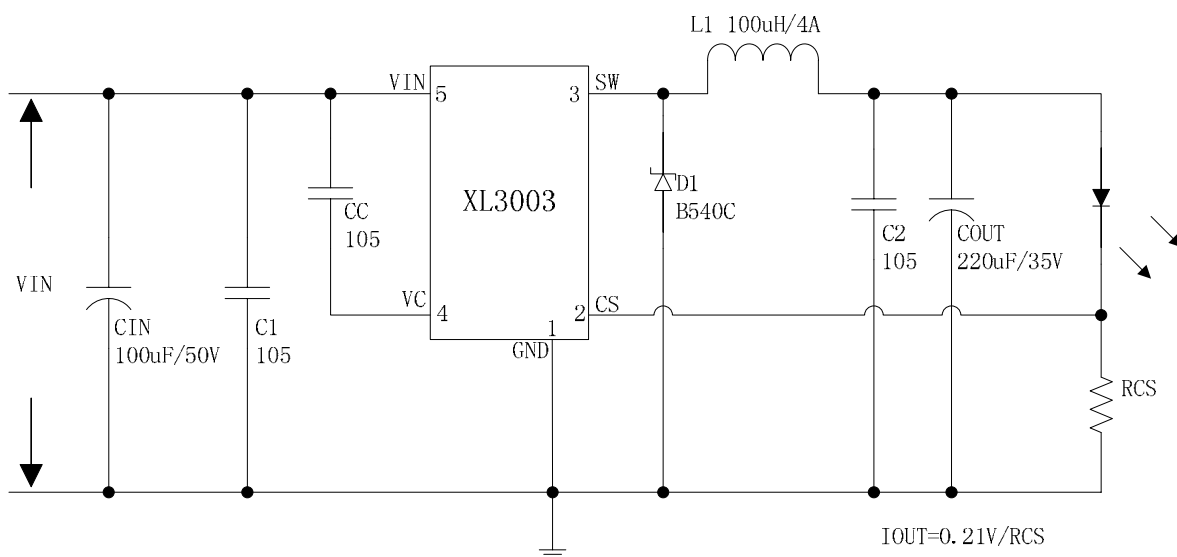 L1 100uH/4A
VIN
5
3
SW
XL3003
CC
105
D1
B540C
C2
105
COUT
220uF/35V
VIN
VC
4
2
CS
1
GND
CIN
100uF/50V
C1
105
RCS
IOUT=0.21V/RCS